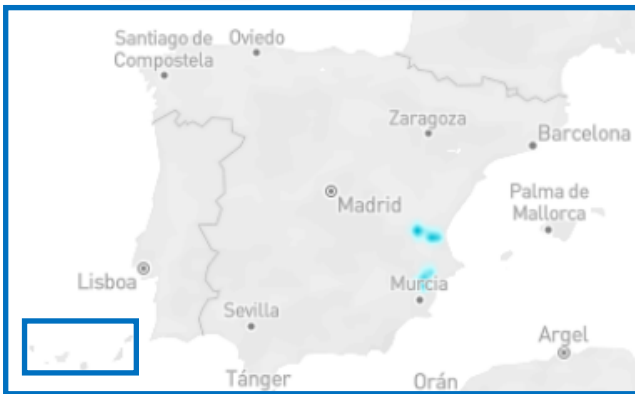 Santiago de
Compostela
Oviedo
Zaragoza
Barcelona
Madrid
Palma de
Mallorca
Lisboa
Murcia
Sevilla
Argel
Tánger
Orán